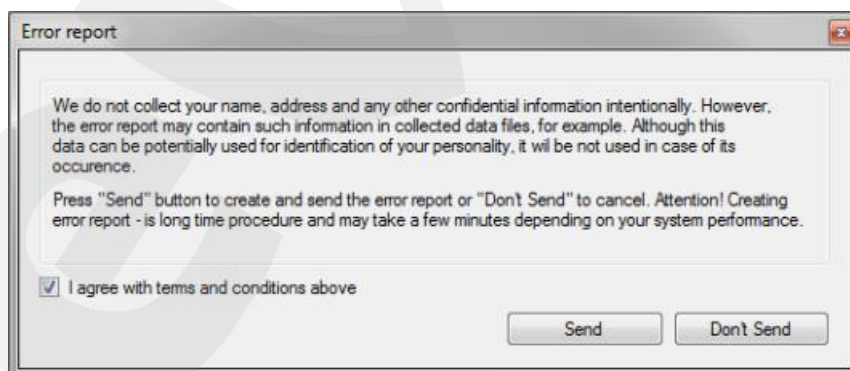 Error report
We do not collect your name, address and any other confidential information intentionally. However,
the error report may contain such information in collected data files, for example. Although this
data can be potentially used for identification of your personality, it wil be not used in case of its
occurence.
Press "Send" button to create and send the error report or "Don't Send" to cancel. Attention! Creating
error report - is long time procedure and may take a few minutes depending on your system performance.
I agree with terms and conditions above
Send
Don't Send